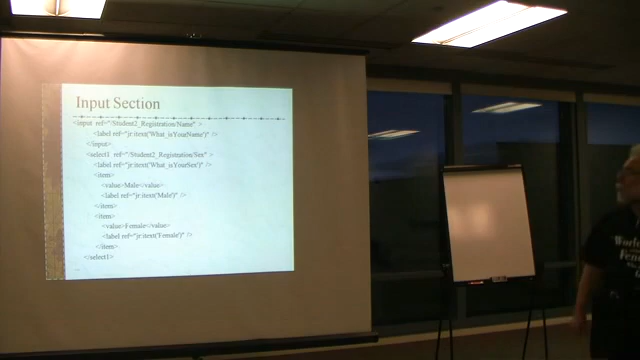 Input Section
<input ref="/Student2_Registration/Name" >
<label ref="jr:itext('What_isYourName')" />
</input>
<select1 ref="/Student2_Registration/Sex" >
<label ref="jr:itext('What_isYourSex')" />
<item>
<value>Male</value>
<label ref="jr:itext('Male')" />
</item>
<item>
<value>Female</value>
<label ref="jr:itext('Female')" />
</item>
</select1>